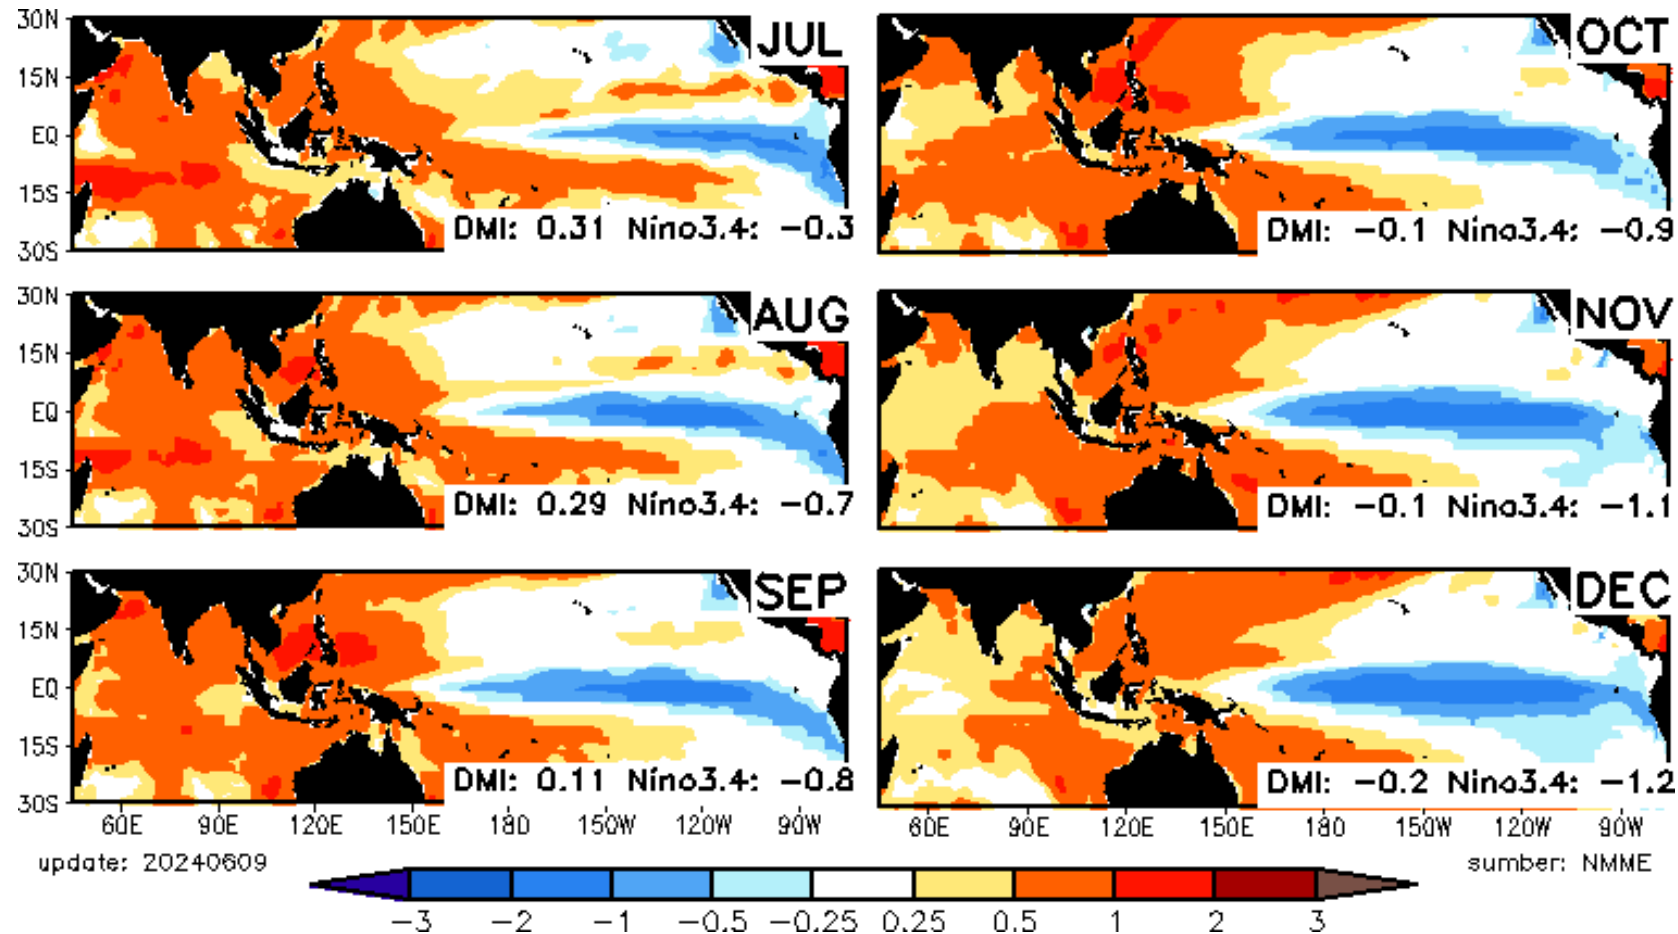 30N
15N
EQ
15S
30S
JUL
DMI: 0.31 Nino3.4: -0.3
OCT
DMI: -0.1 Nino3.4: -0.9
30N
15N
EQ
15S
30S
AUG
DMI: 0.29 Nino3.4: -0.7
NOV
DMI: -0.1 Nino3.4: -1.1
30N
15N
EQ
15S
30S
SEP
DMI: 0.11 Nino3.4: -0.8
DEC
DMI: -0.2 Nino3.4: -1.2
60E 90E 120E 150E 180 150W 120W 90W
60E 90E 120E 150E 180 150W 120W 90W
update: 20240609
sumber: NMME
-3 -2 -1 -0.5 -0.25 0.25 0.5 1 2 3